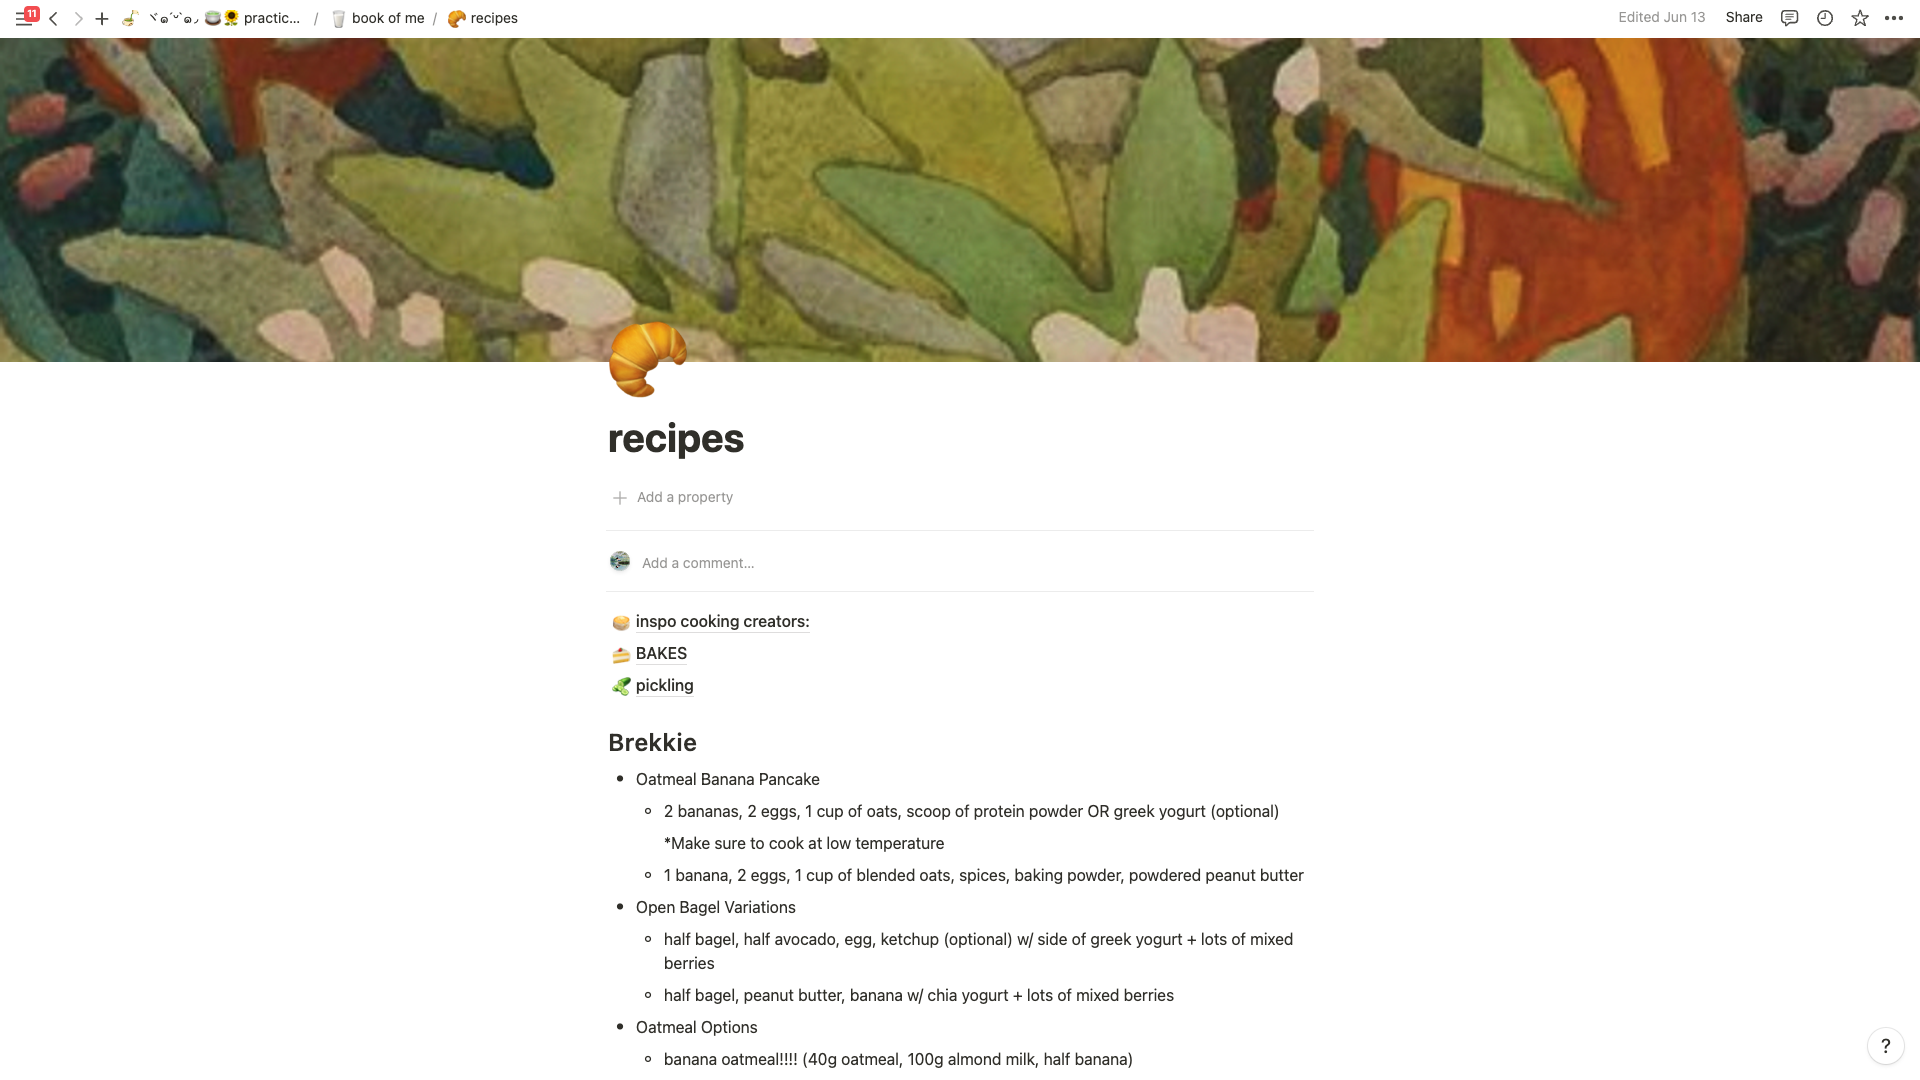 11
ヾ๑ˊᵕˋ๑ノ 🍵🌻 practic... / 🥛 book of me / 🥐 recipes
Edited Jun 13 Share
recipes
Add a property
Add a comment...
inspo cooking creators:
BAKES
pickling
Brekkie
• Oatmeal Banana Pancake
◦ 2 bananas, 2 eggs, 1 cup of oats, scoop of protein powder OR greek yogurt (optional)
*Make sure to cook at low temperature
◦ 1 banana, 2 eggs, 1 cup of blended oats, spices, baking powder, powdered peanut butter
• Open Bagel Variations
◦ half bagel, half avocado, egg, ketchup (optional) w/ side of greek yogurt + lots of mixed
berries
◦ half bagel, peanut butter, banana w/ chia yogurt + lots of mixed berries
• Oatmeal Options
◦ banana oatmeal!!!! (40g oatmeal, 100g almond milk, half banana)
?